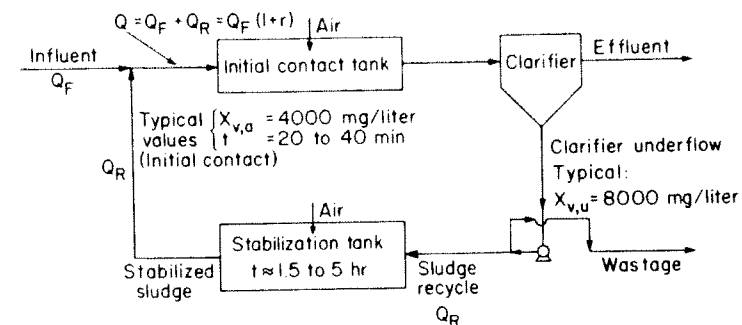 Q = Q_F + Q_R = Q_F (1+r)
Air
Influent
Q_F
Initial contact tank
Clarifier
Effluent
Typical { X_v,a = 4000 mg/liter
values { t = 20 to 40 min
(Initial contact)
Q_R
Clarifier underflow
Typical:
X_v,u = 8000 mg/liter
Air
Stabilization tank
t ≈ 1.5 to 5 hr
Stabilized
sludge
Sludge
recycle
Q_R
Wastage